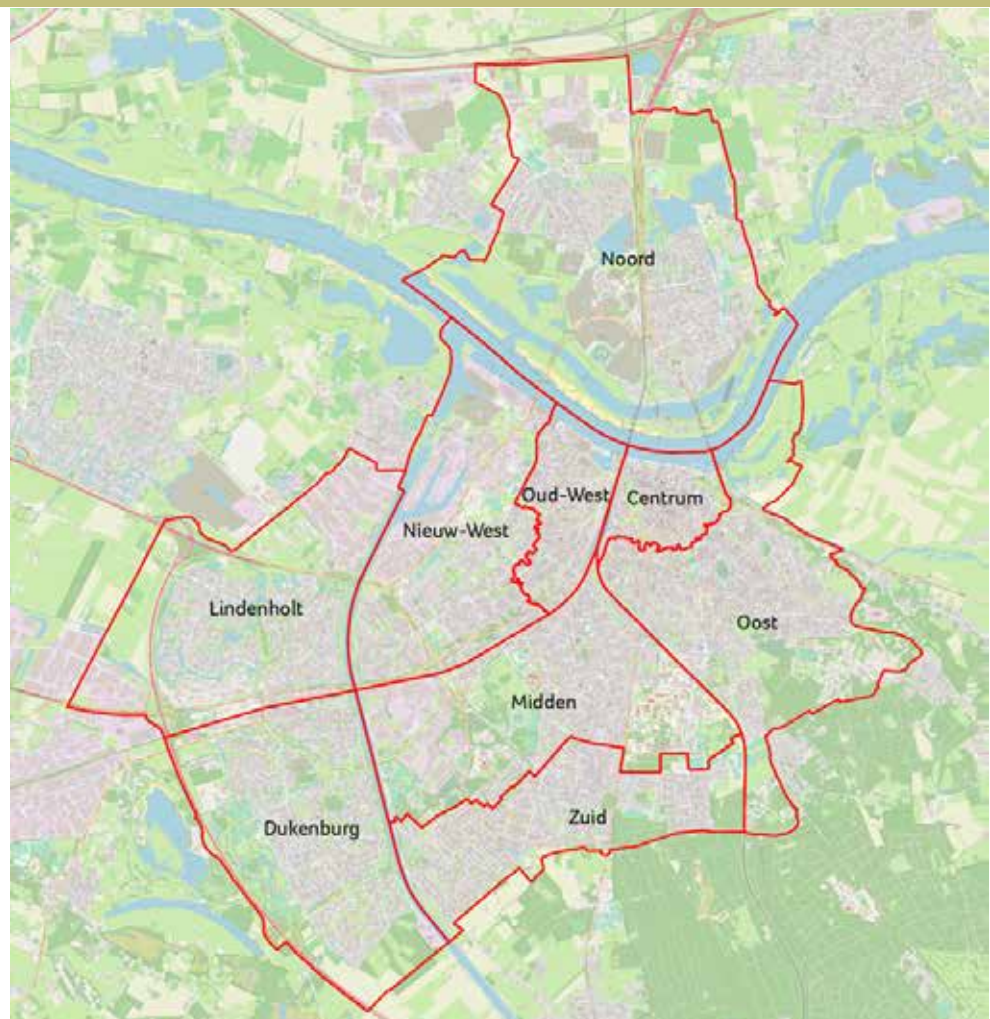 Noord
Oud-West
Centrum
Nieuw-West
Lindenholt
Oost
Midden
Zuid
Dukenburg